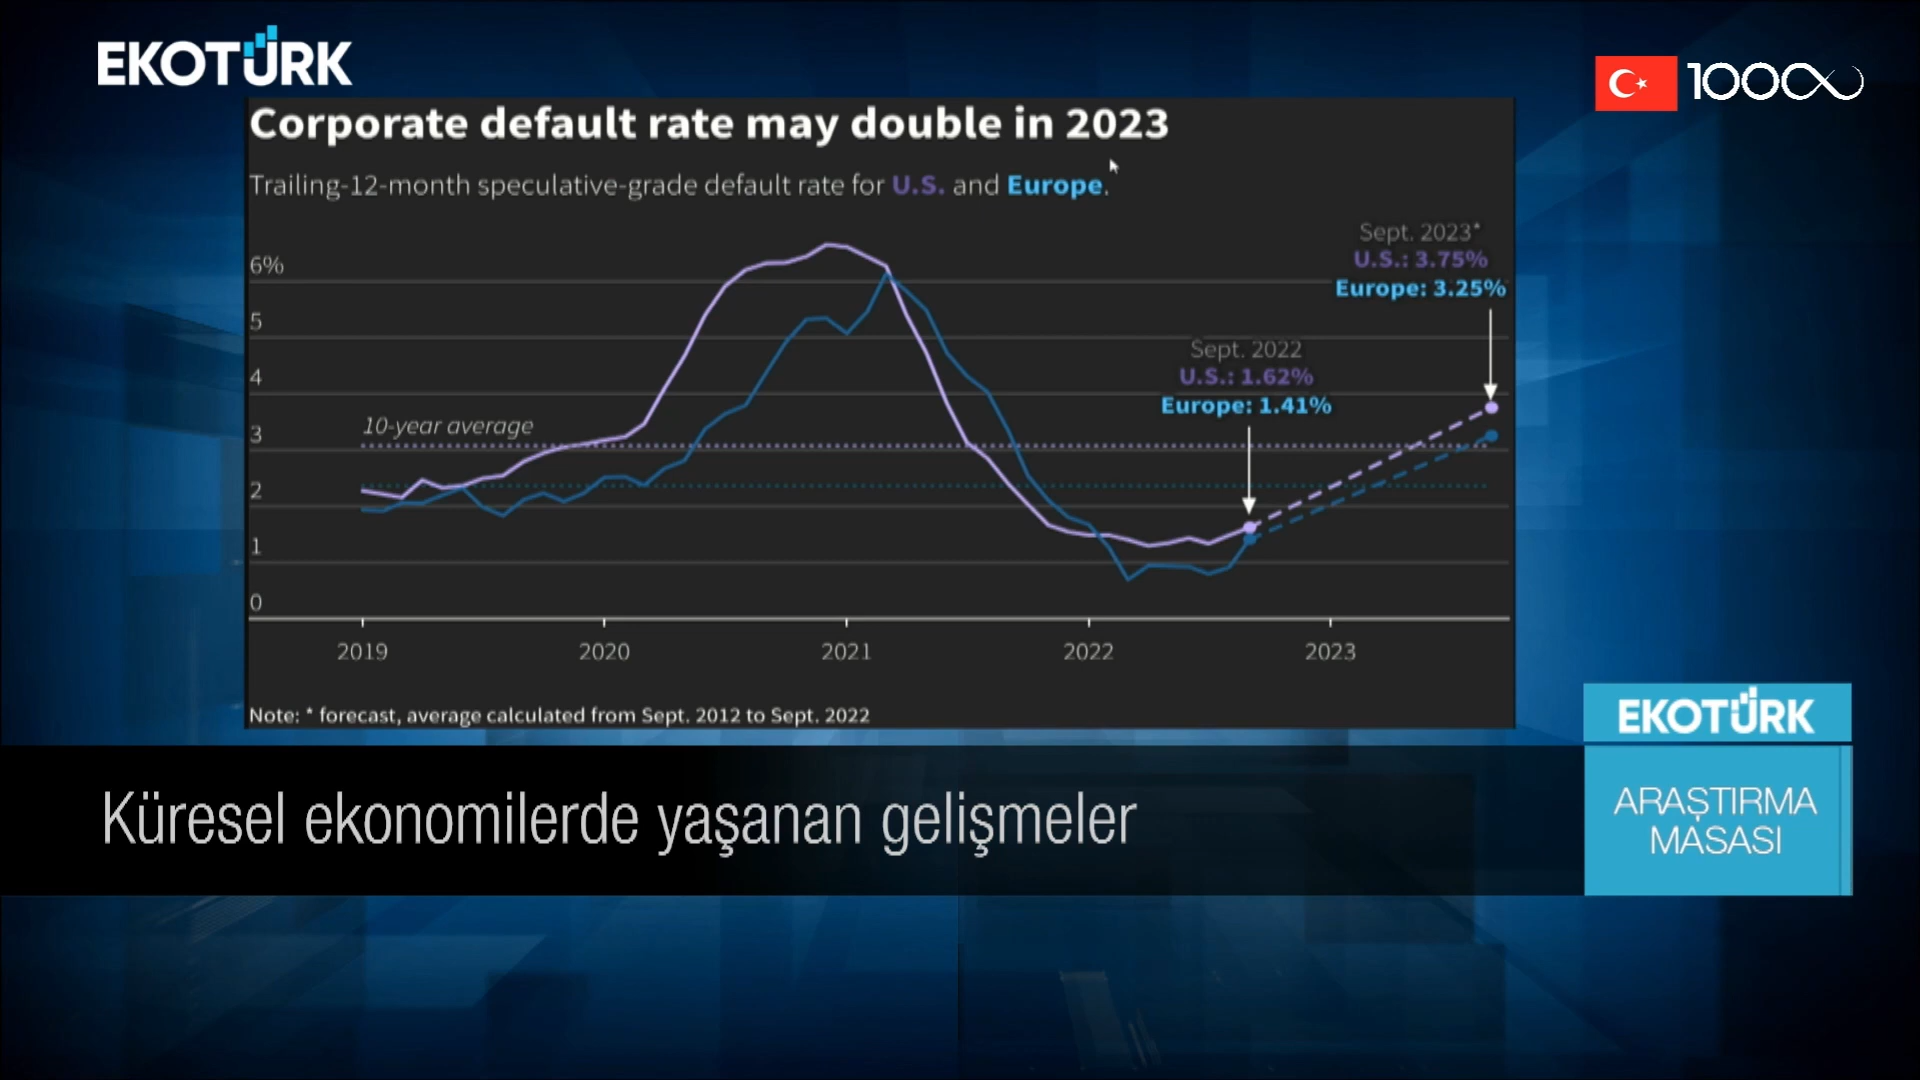 EKOTÜRK
100
Corporate default rate may double in 2023
Trailing-12-month speculative-grade default rate for U.S. and Europe.
Sept. 2023*
U.S.: 3.75%
Europe: 3.25%
6%
5
Sept. 2022
U.S.: 1.62%
Europe: 1.41%
4
10-year average
3
2
1
0
2019 2020 2021 2022 2023
Note: * forecast, average calculated from Sept. 2012 to Sept. 2022
EKOTÜRK
ARAŞTIRMA
MASASI
Küresel ekonomilerde yaşanan gelişmeler